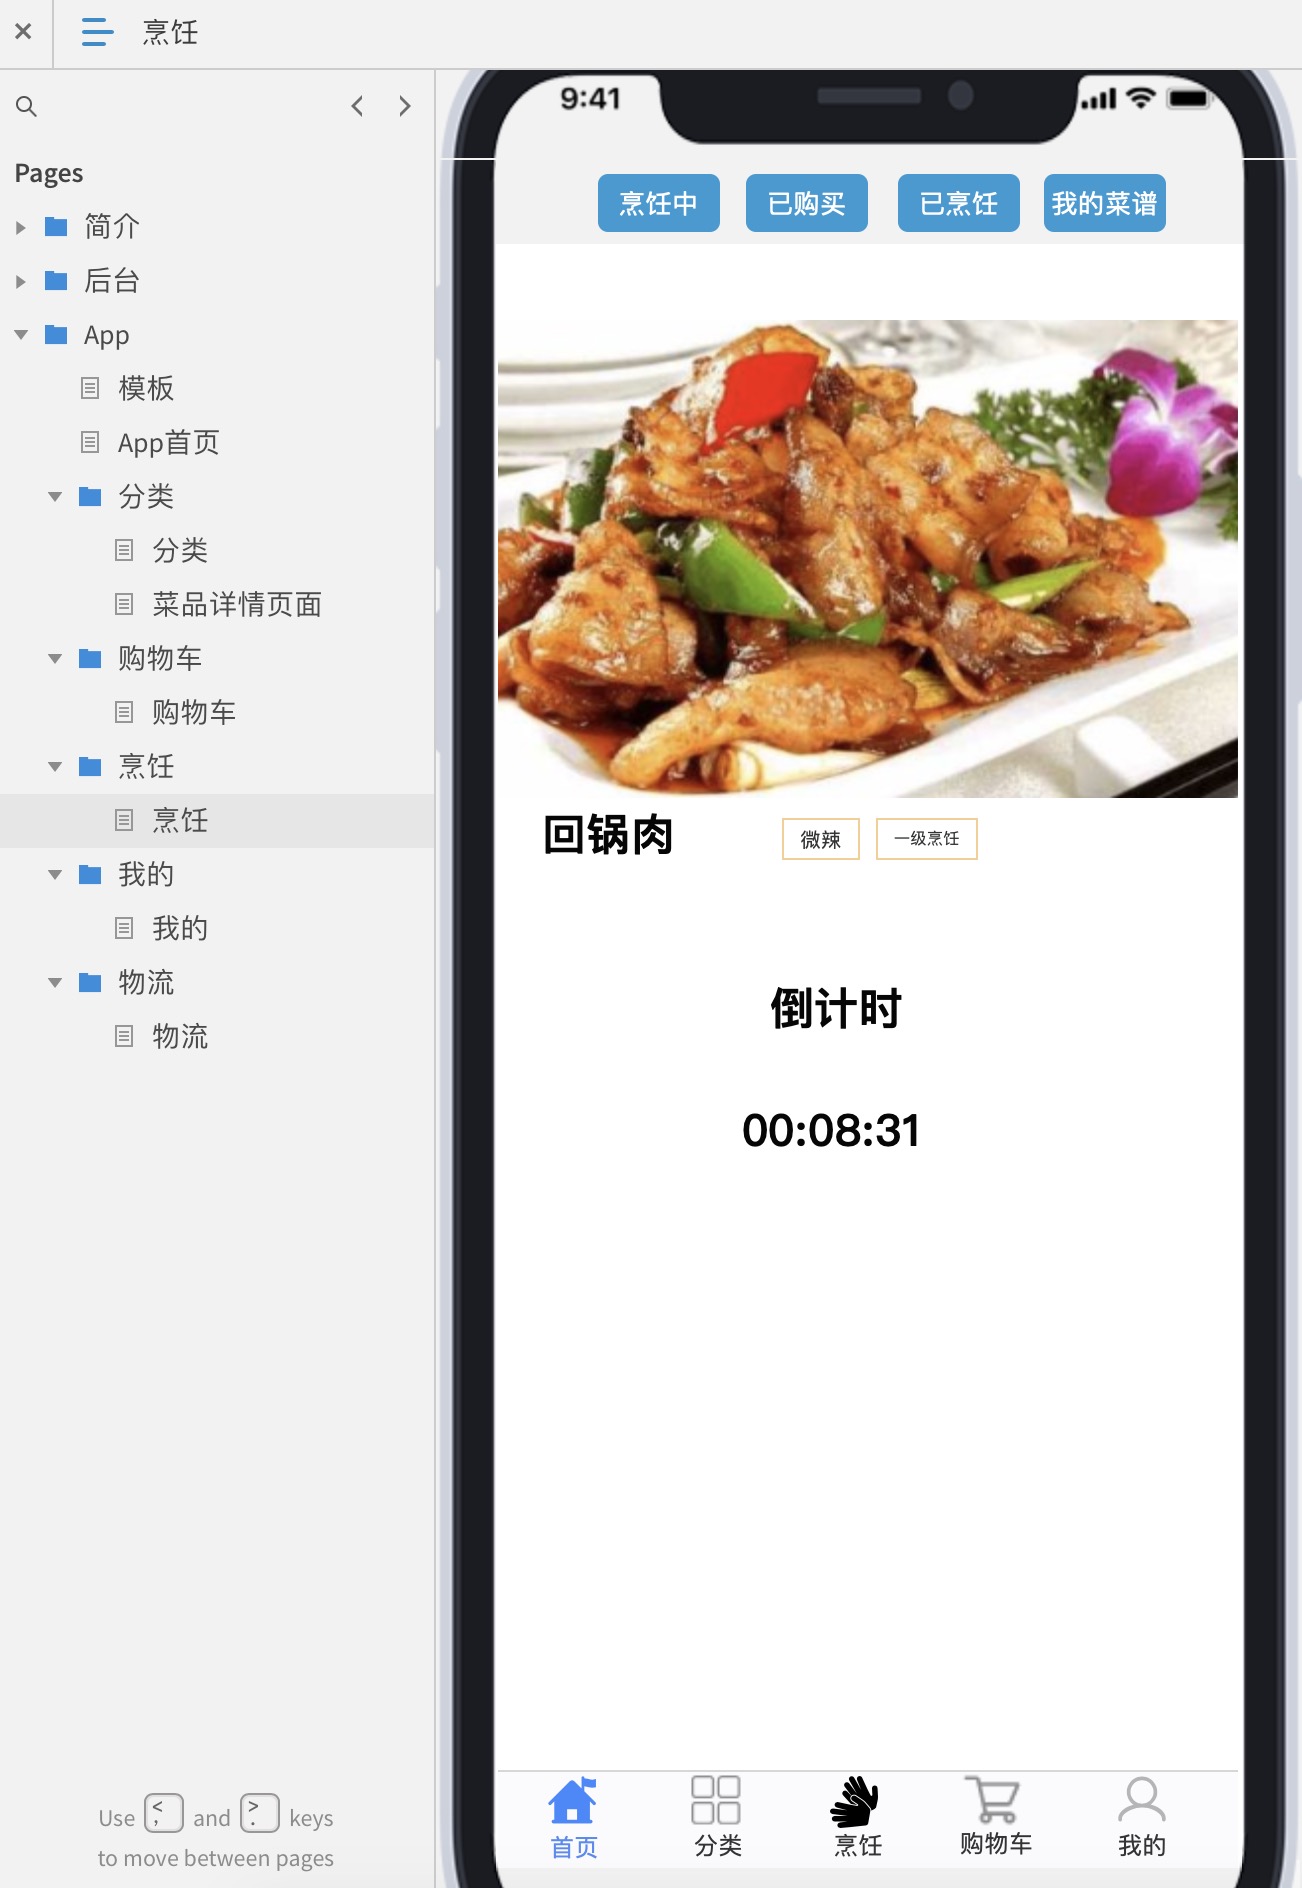 烹饪
Pages
简介
后台
App
模板
App首页
分类
分类
菜品详情页面
购物车
购物车
烹饪
烹饪
我的
我的
物流
物流
Use < , and > . keys
to move between pages
9:41
烹饪中 已购买 已烹饪 我的菜谱
回锅肉 微辣 一级烹饪
倒计时
00:08:31
首页 分类 烹饪 购物车 我的